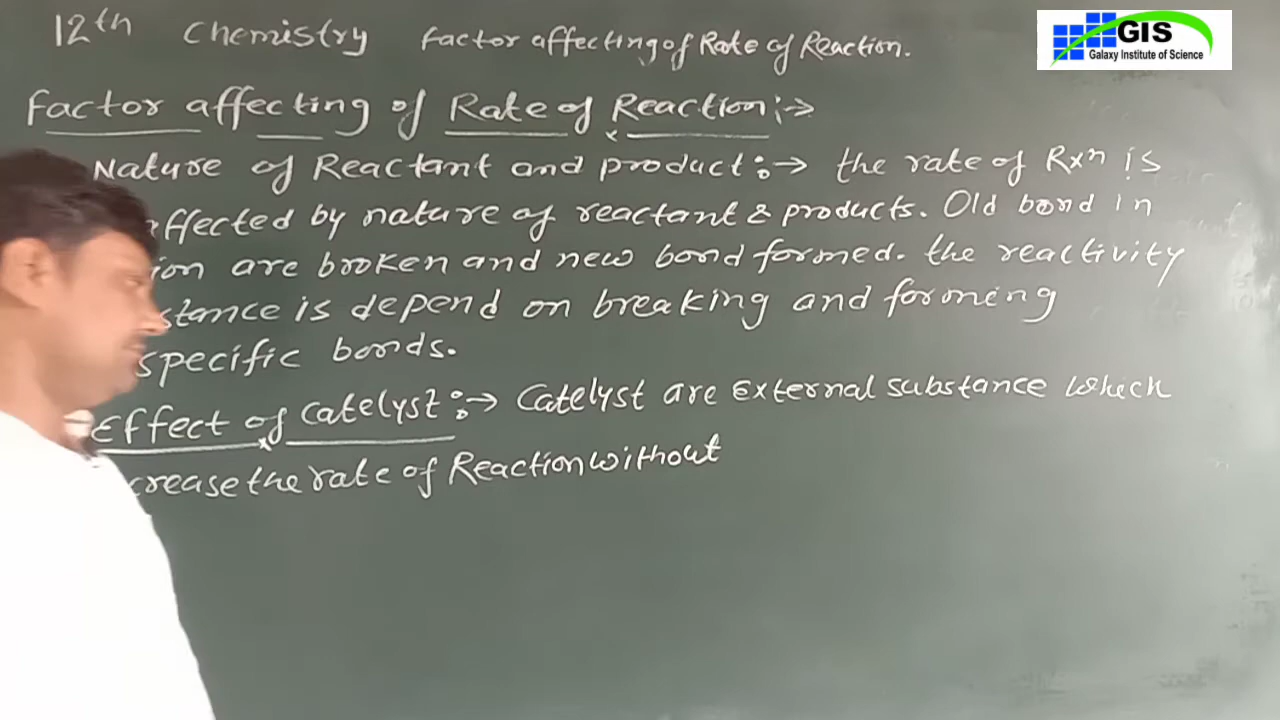 12th Chemistry Factor affecting of Rate of Reaction.
GIS
Galaxy Institute of Science
Factor affecting of Rate of Reaction :→
Nature of Reactant and product :→ the rate of Rxn is
affected by nature of reactant & products. Old bond in
ion are broken and new bond formed. the reactivity
stance is depend on breaking and forming
specific bonds.
Effect of Catelyst :→ Catelyst are External substance which
crease the rate of Reaction without